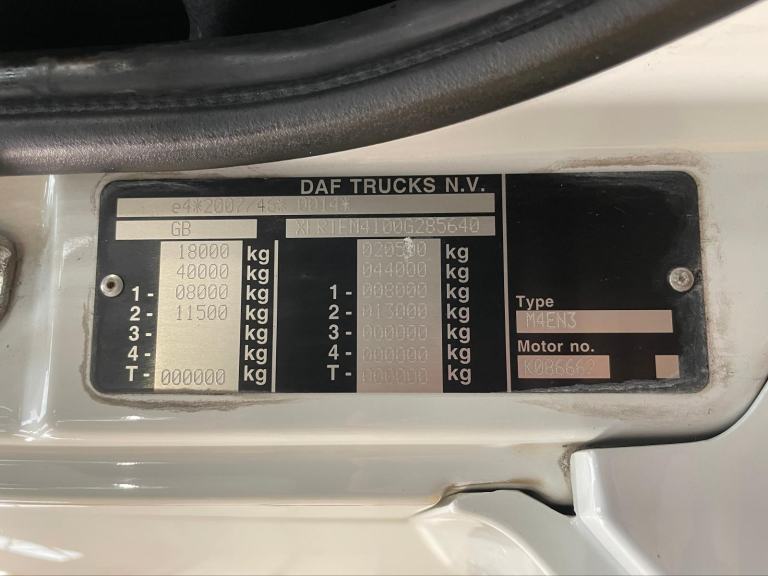 DAF TRUCKS N.V.
e4*2007/46* 0014*
GB XLRTEM4100G285640
18000 kg 020500 kg
40000 kg 044000 kg
1- 08000 kg 1- 008000 kg
2- 11500 kg 2- 013000 kg
3- kg 3- 000000 kg
4- kg 4- 000000 kg
T- 000000 kg T- 000000 kg
Type
M4EN3
Motor no.